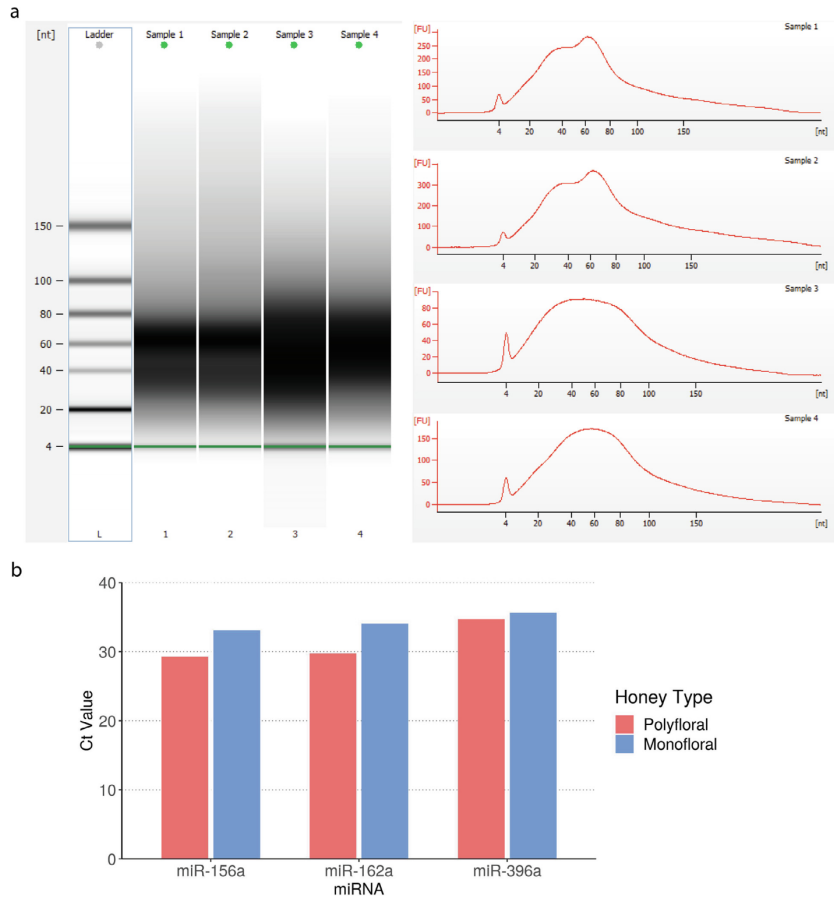 a
[nt] Ladder Sample 1 Sample 2 Sample 3 Sample 4
150
100
80
60
40
20
4
L 1 2 3 4
Sample 1
[FU]
250
200
150
100
50
0
4 20 40 60 80 100 150 [nt]
Sample 2
[FU]
300
200
100
0
4 20 40 60 80 100 150 [nt]
Sample 3
[FU]
80
60
40
20
0
4 20 40 60 80 100 150 [nt]
Sample 4
[FU]
150
100
50
0
4 20 40 60 80 100 150 [nt]
b
40
30
20
10
0
Ct Value
miR-156a miR-162a miR-396a
miRNA
Honey Type
Polyfloral
Monofloral